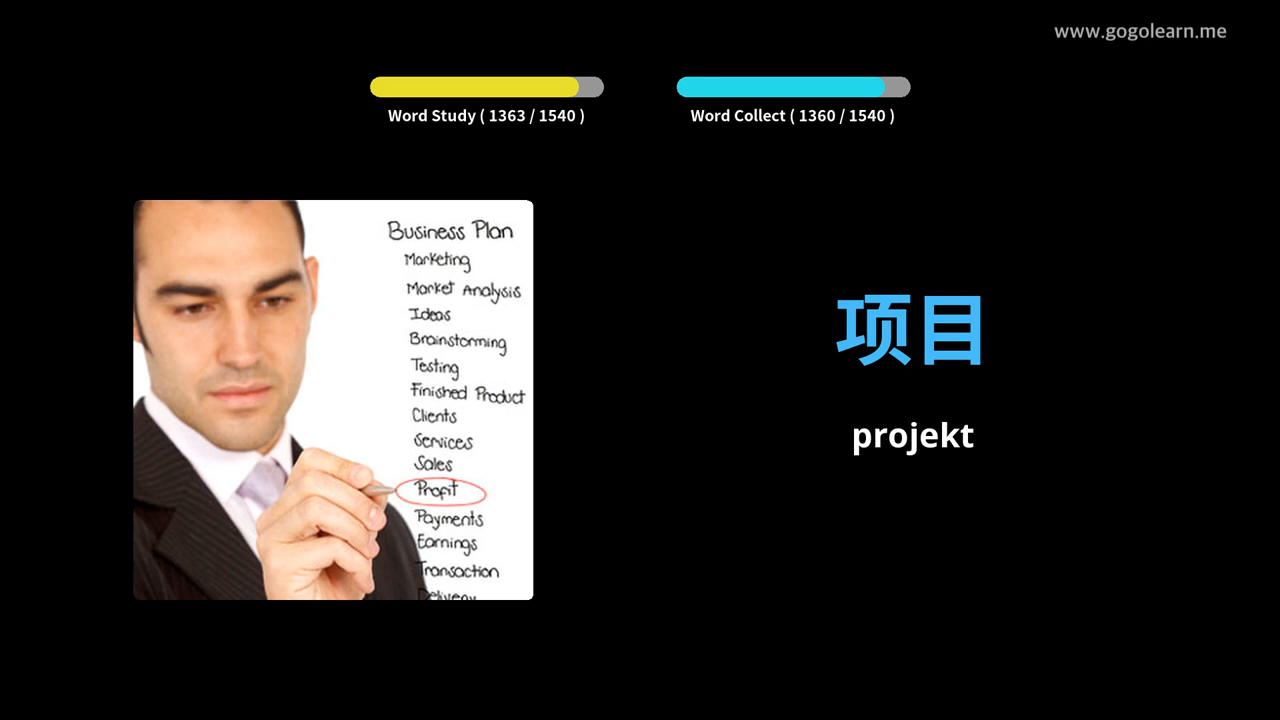 www.gogolearn.me
Word Study ( 1363 / 1540 )
Word Collect ( 1360 / 1540 )
Business Plan
Marketing
Market Analysis
Ideas
Brainstorming
Testing
Finished Product
Clients
Services
Sales
Profit
Payments
Earnings
Transaction
Delivery
项目
projekt